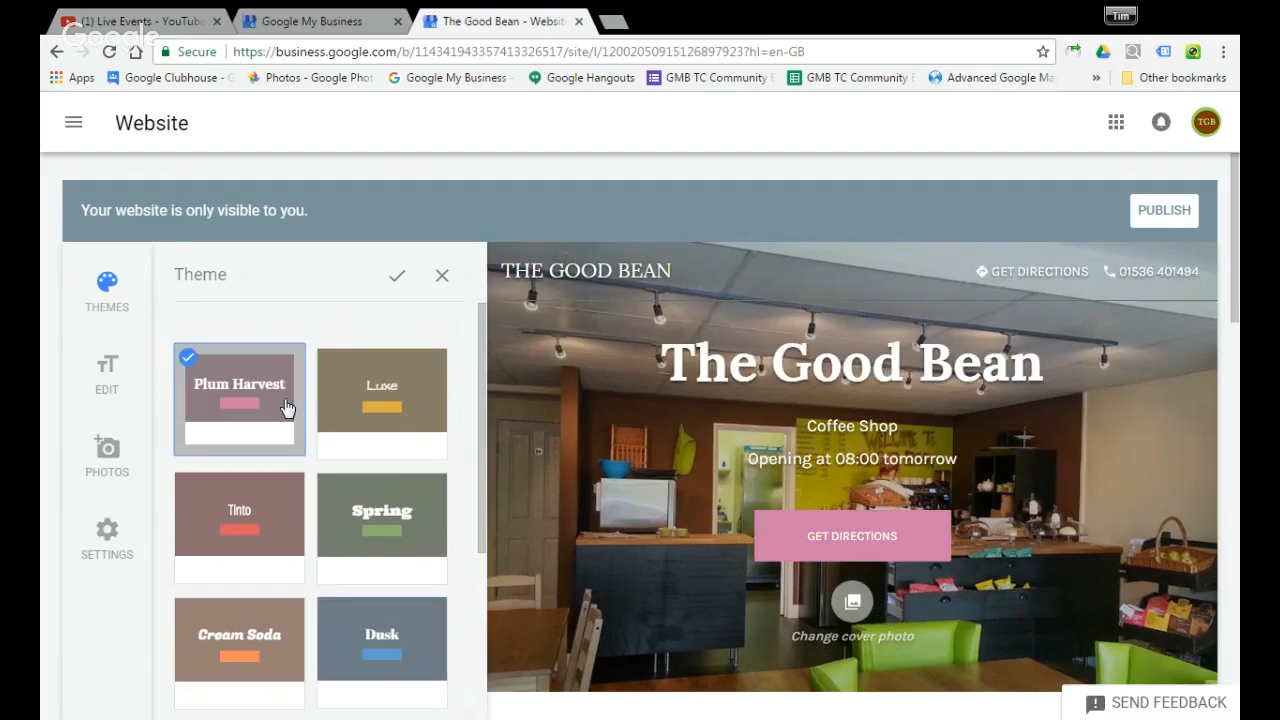 Tim
(1) Live Events - YouTube
Google My Business
The Good Bean - Websit
Google
Secure
https://business.google.com/b/114341943357413326517/site/l/12002050915126897923?hl=en-GB
Apps
Google Clubhouse - G
Photos - Google Phot
Google My Business -
Google Hangouts
GMB TC Community E
GMB TC Community F
Advanced Google Ma
»
Other bookmarks
Website
TGB
Your website is only visible to you.
PUBLISH
THEMES
EDIT
PHOTOS
SETTINGS
Theme
Plum Harvest
Luxe
Tinto
Spring
Cream Soda
Dusk
THE GOOD BEAN
GET DIRECTIONS
01536 401494
The Good Bean
Coffee Shop
Opening at 08:00 tomorrow
WELCOME TO
GET DIRECTIONS
Change cover photo
SEND FEEDBACK